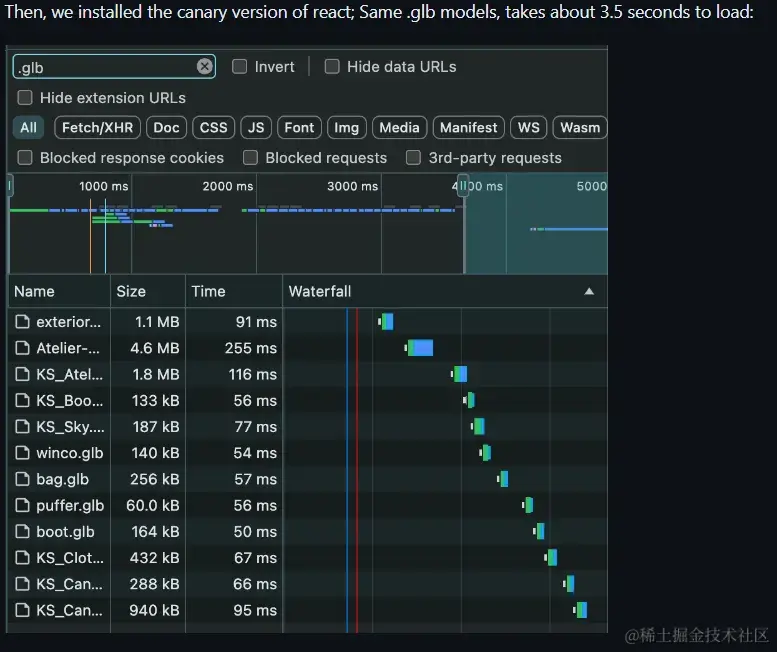 Then, we installed the canary version of react; Same .glb models, takes about 3.5 seconds to load:
.glb Invert Hide data URLs
Hide extension URLs
All Fetch/XHR Doc CSS JS Font Img Media Manifest WS Wasm
Blocked response cookies Blocked requests 3rd-party requests
1000 ms 2000 ms 3000 ms 4000 ms 5000
Name Size Time Waterfall
exterior... 1.1 MB 91 ms
Atelier-... 4.6 MB 255 ms
KS_Atel... 1.8 MB 116 ms
KS_Boo... 133 kB 56 ms
KS_Sky.... 187 kB 77 ms
winco.glb 140 kB 54 ms
bag.glb 256 kB 57 ms
puffer.glb 60.0 kB 56 ms
boot.glb 164 kB 50 ms
KS_Clot... 432 kB 67 ms
KS_Can... 288 kB 66 ms
KS_Can... 940 kB 95 ms
@稀土掘金技术社区